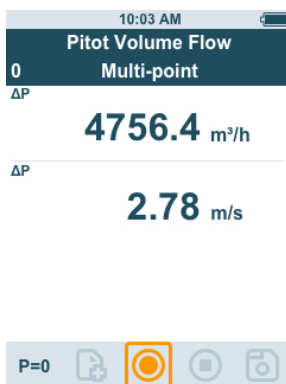 10:03 AM
Pitot Volume Flow
0 Multi-point
ΔP
4756.4 m³/h
ΔP
2.78 m/s
P=0